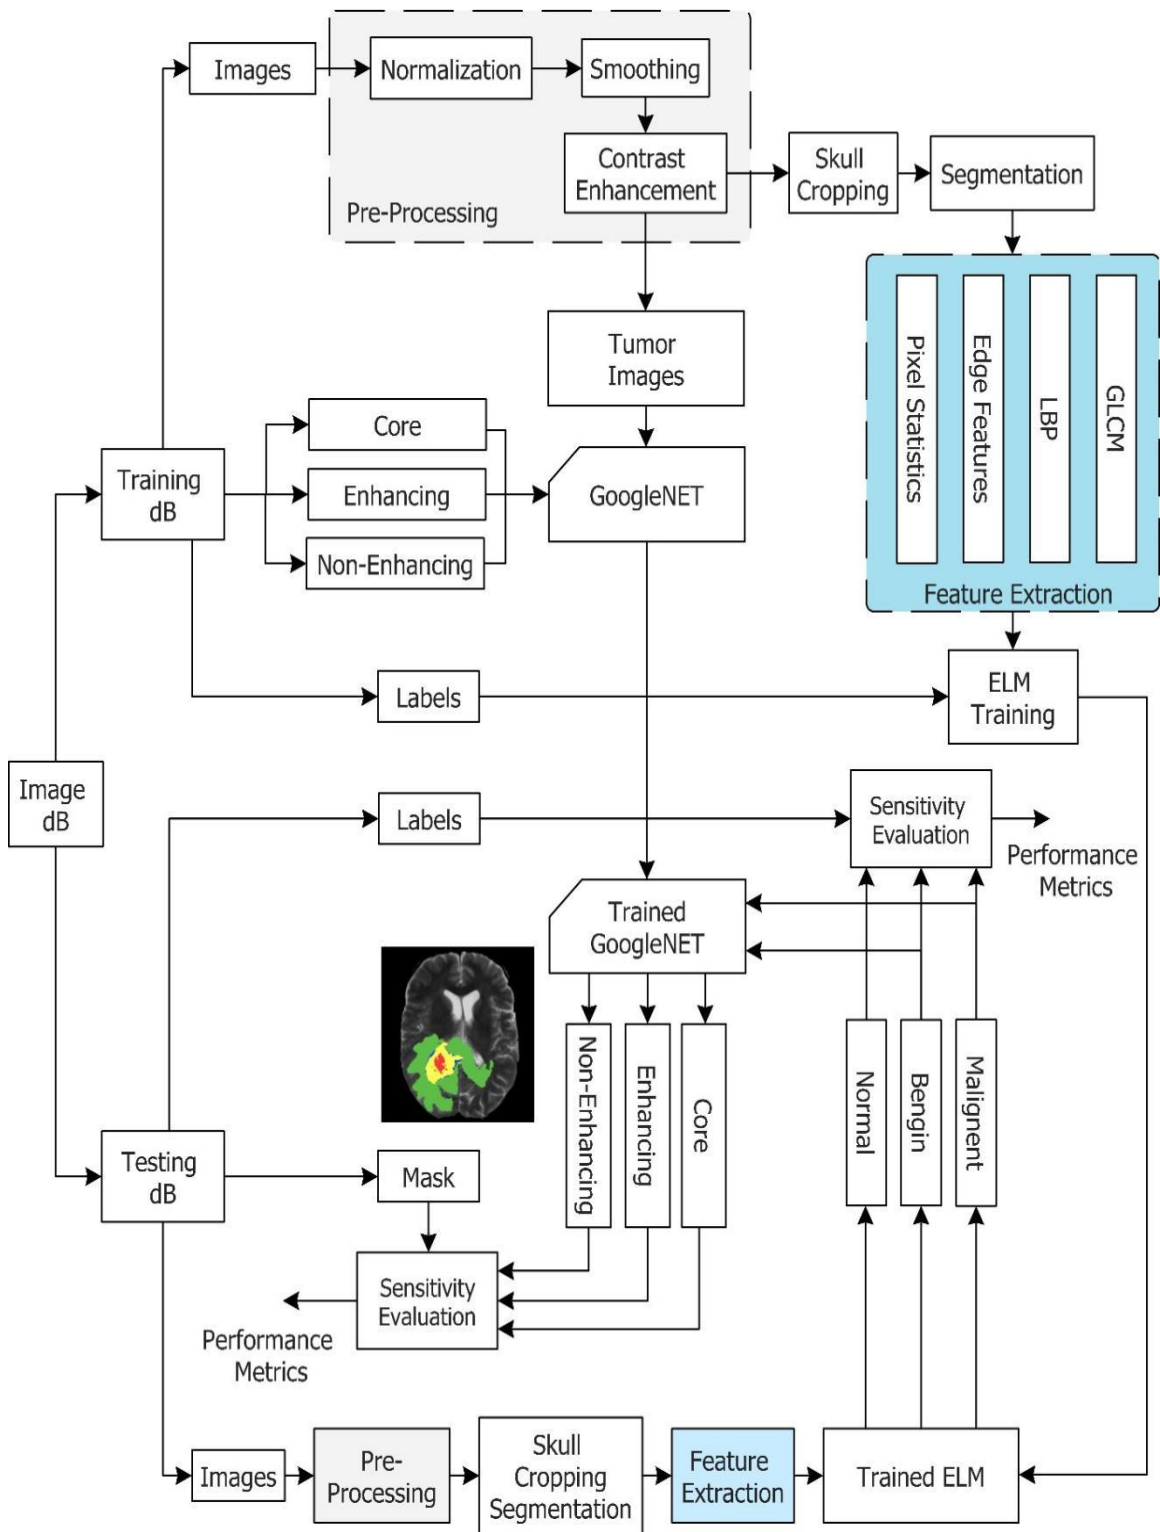 Images
Normalization
Smoothing
Contrast
Enhancement
Pre-Processing
Skull
Cropping
Segmentation
Pixel Statistics
Edge Features
LBP
GLCM
Feature Extraction
Tumor
Images
Core
Enhancing
Non-Enhancing
Training
dB
GoogleNET
Labels
ELM
Training
Image
dB
Labels
Sensitivity
Evaluation
Performance
Metrics
Trained
GoogleNET
Non-Enhancing
Enhancing
Core
Normal
Bengin
Malignent
Testing
dB
Mask
Sensitivity
Evaluation
Performance
Metrics
Images
Pre-
Processing
Skull
Cropping
Segmentation
Feature
Extraction
Trained ELM